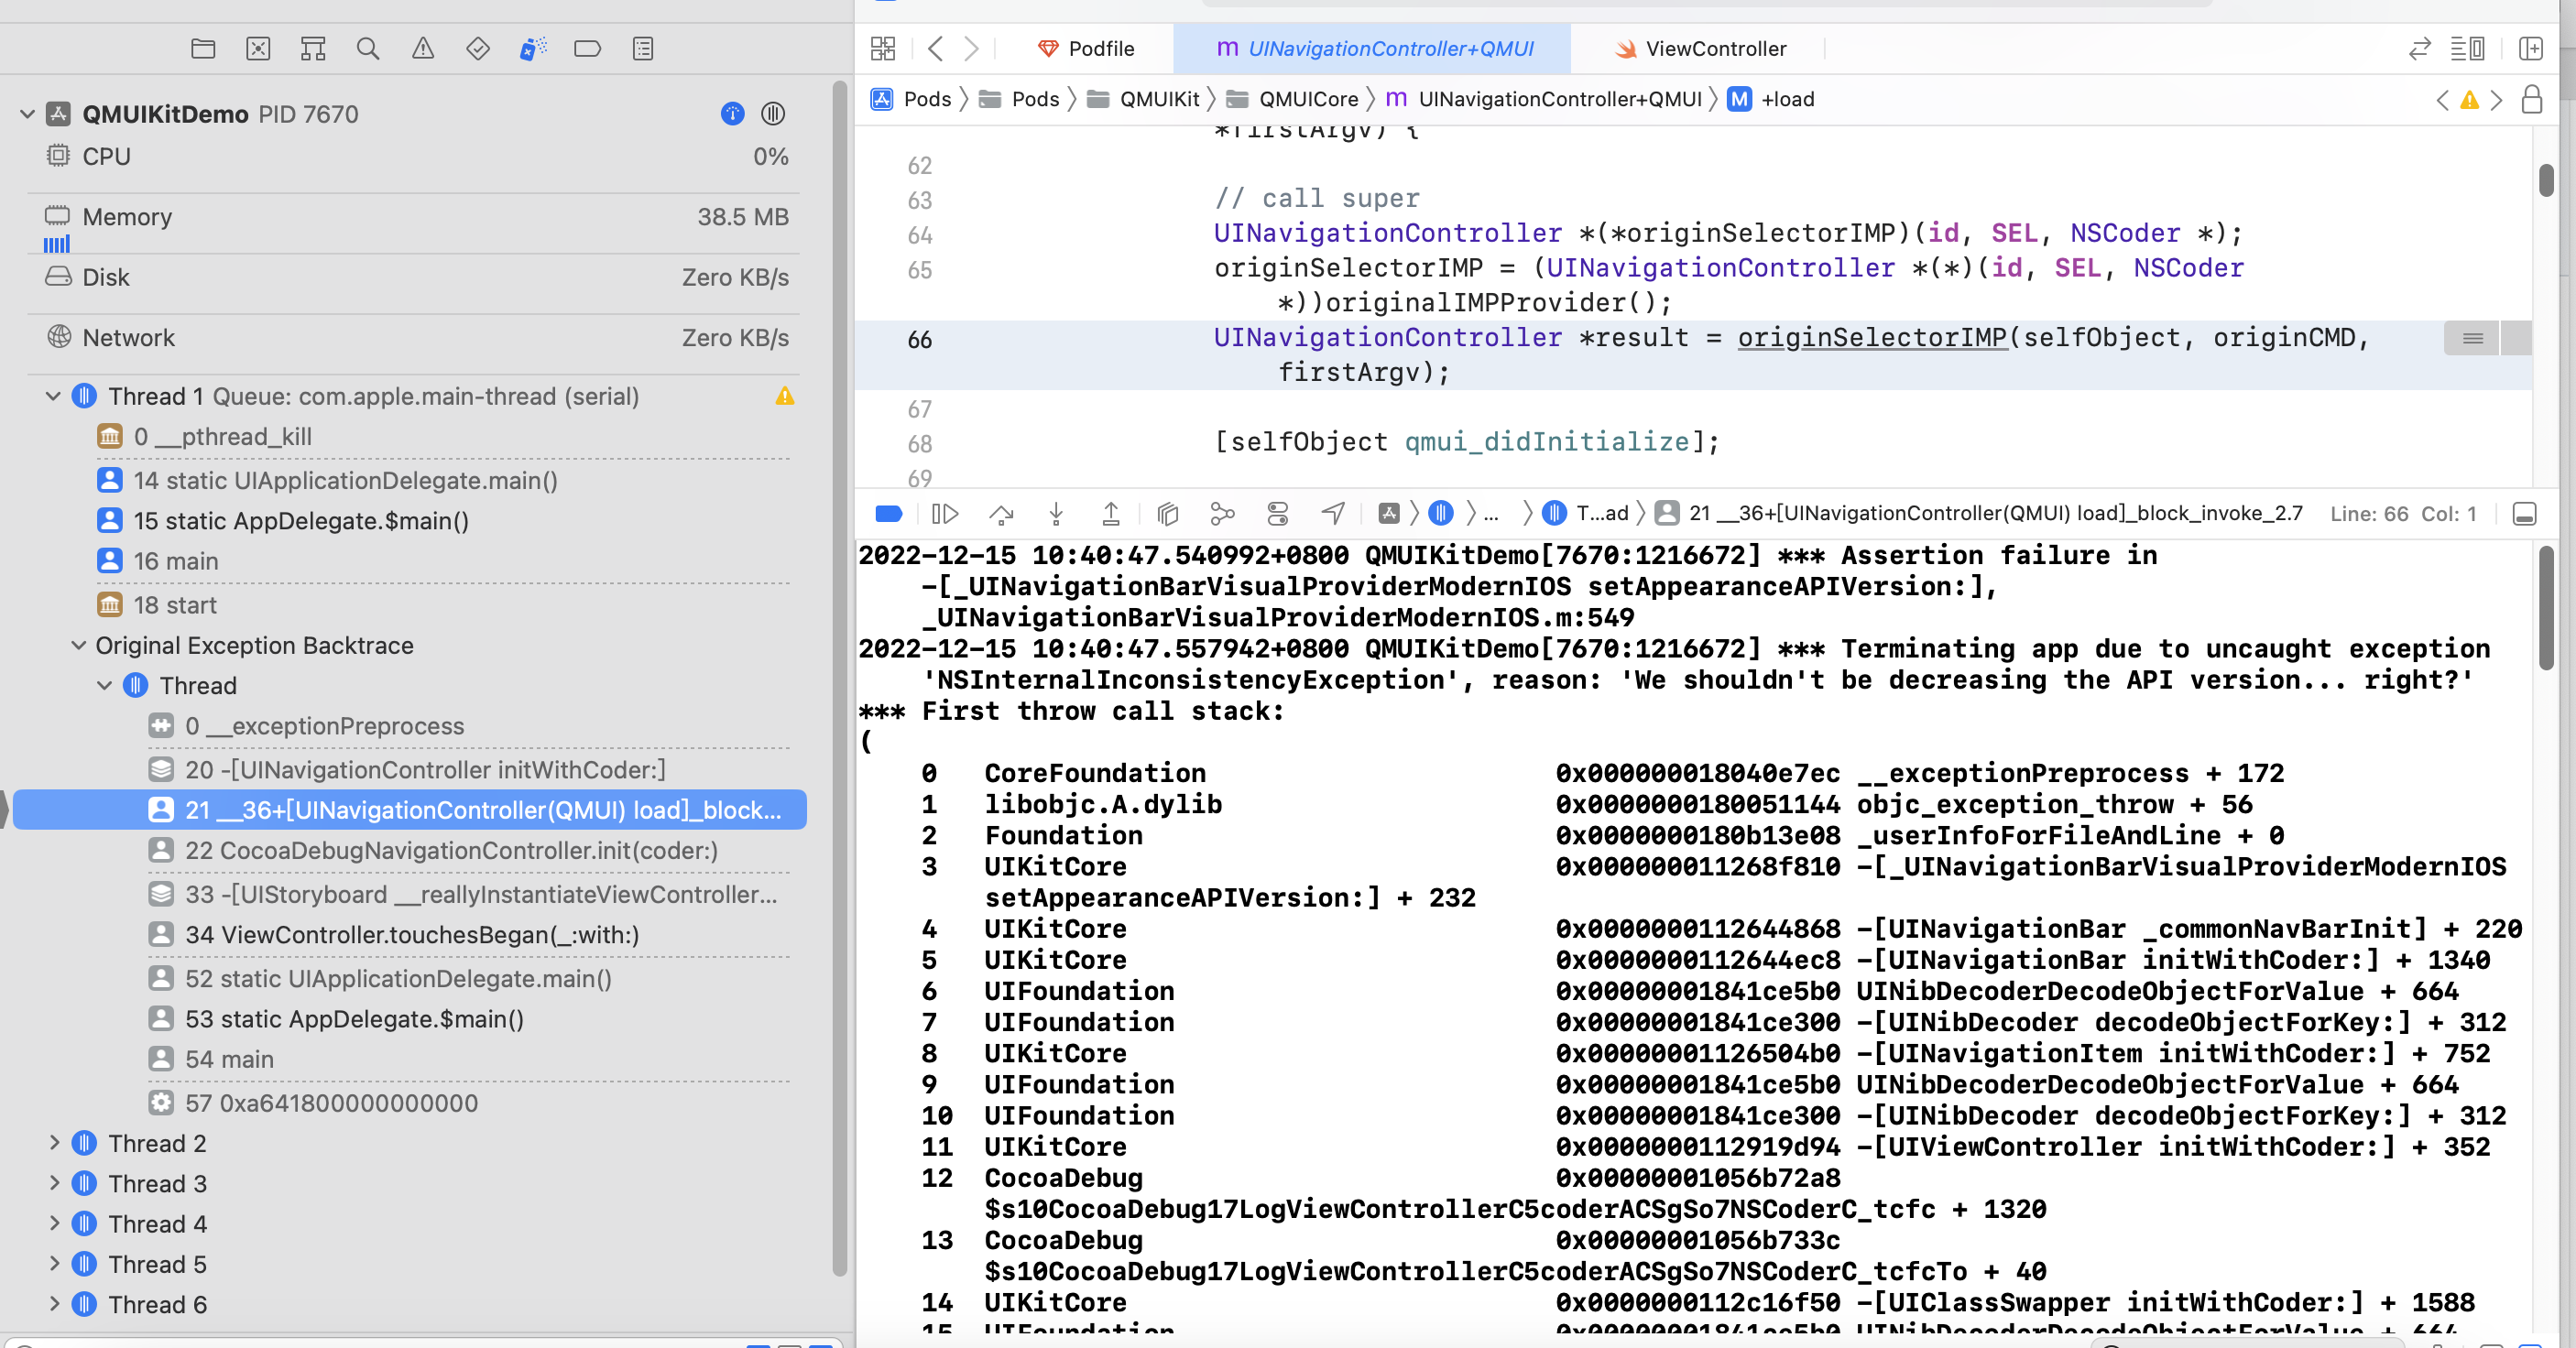 QMUIKitDemo PID 7670
CPU 0%
Memory 38.5 MB
Disk Zero KB/s
Network Zero KB/s
Thread 1 Queue: com.apple.main-thread (serial)
0 __pthread_kill
14 static UIApplicationDelegate.main()
15 static AppDelegate.$main()
16 main
18 start
Original Exception Backtrace
Thread
0 __exceptionPreprocess
20 -[UINavigationController initWithCoder:]
21 __36+[UINavigationController(QMUI) load]_block...
22 CocoaDebugNavigationController.init(coder:)
33 -[UIStoryboard __reallyInstantiateViewController...
34 ViewController.touchesBegan(_:with:)
52 static UIApplicationDelegate.main()
53 static AppDelegate.$main()
54 main
57 0xa641800000000000
Thread 2
Thread 3
Thread 4
Thread 5
Thread 6
Podfile m UINavigationController+QMUI ViewController
Pods Pods QMUIKit QMUICore m UINavigationController+QMUI M +load
*firstArgv) {
62
63 // call super
64 UINavigationController *(*originSelectorIMP)(id, SEL, NSCoder *);
65 originSelectorIMP = (UINavigationController *(*)(id, SEL, NSCoder
*))originalIMPProvider();
66 UINavigationController *result = originSelectorIMP(selfObject, originCMD,
firstArgv);
67
68 [selfObject qmui_didInitialize];
69
... T...ad 21 __36+[UINavigationController(QMUI) load]_block_invoke_2.7 Line: 66 Col: 1
2022-12-15 10:40:47.540992+0800 QMUIKitDemo[7670:1216672] *** Assertion failure in
-[_UINavigationBarVisualProviderModernIOS setAppearanceAPIVersion:],
_UINavigationBarVisualProviderModernIOS.m:549
2022-12-15 10:40:47.557942+0800 QMUIKitDemo[7670:1216672] *** Terminating app due to uncaught exception
'NSInternalInconsistencyException', reason: 'We shouldn't be decreasing the API version... right?'
*** First throw call stack:
(
0 CoreFoundation 0x000000018040e7ec __exceptionPreprocess + 172
1 libobjc.A.dylib 0x0000000180051144 objc_exception_throw + 56
2 Foundation 0x0000000180b13e08 _userInfoForFileAndLine + 0
3 UIKitCore 0x000000011268f810 -[_UINavigationBarVisualProviderModernIOS
setAppearanceAPIVersion:] + 232
4 UIKitCore 0x0000000112644868 -[UINavigationBar _commonNavBarInit] + 220
5 UIKitCore 0x0000000112644ec8 -[UINavigationBar initWithCoder:] + 1340
6 UIFoundation 0x00000001841ce5b0 UINibDecoderDecodeObjectForValue + 664
7 UIFoundation 0x00000001841ce300 -[UINibDecoder decodeObjectForKey:] + 312
8 UIKitCore 0x00000001126504b0 -[UINavigationItem initWithCoder:] + 752
9 UIFoundation 0x00000001841ce5b0 UINibDecoderDecodeObjectForValue + 664
10 UIFoundation 0x00000001841ce300 -[UINibDecoder decodeObjectForKey:] + 312
11 UIKitCore 0x0000000112919d94 -[UIViewController initWithCoder:] + 352
12 CocoaDebug 0x00000001056b72a8
$s10CocoaDebug17LogViewControllerC5coderACSgSo7NSCoderC_tcfc + 1320
13 CocoaDebug 0x00000001056b733c
$s10CocoaDebug17LogViewControllerC5coderACSgSo7NSCoderC_tcfcTo + 40
14 UIKitCore 0x0000000112c16f50 -[UIClassSwapper initWithCoder:] + 1588
15 UIFoundation 0x00000001841ce5b0 UINibDecoderDecodeObjectForValue + 664